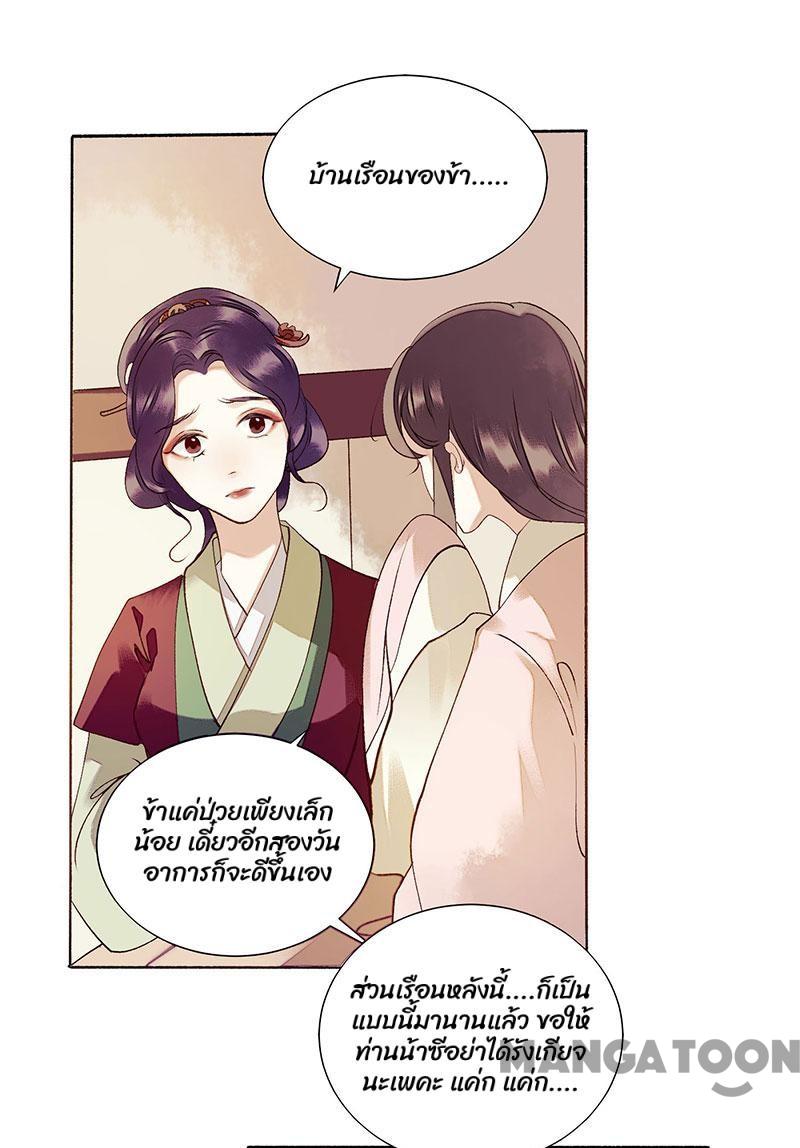 บ้านเรือนของข้า.....
ข้าแค่ป่วยเพียงเล็ก
น้อย เดี๋ยวอีกสองวัน
อาการก็จะดีขึ้นเอง
ส่วนเรือนหลังนี้....ก็เป็น
แบบนี้มานานแล้ว ขอให้
ท่านน้าซีอย่าได้รังเกียจ
นะเพคะ แค่ก แค่ก....
MANGATOON